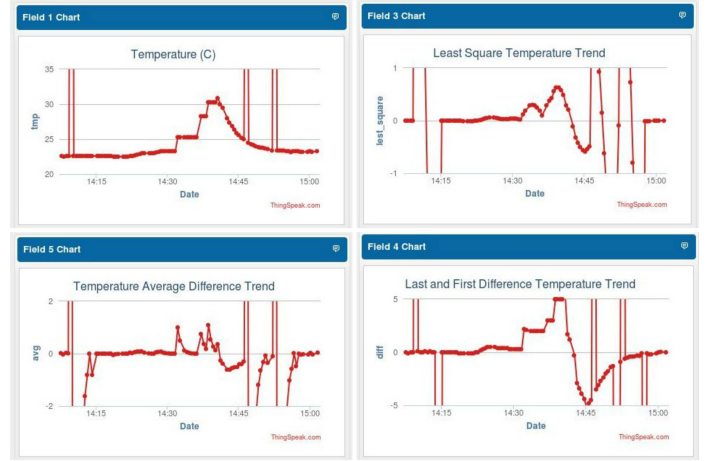 Field 1 Chart
Temperature (C)
35
30
25
20
tmp
14:15
14:30
14:45
15:00
Date
ThingSpeak.com
Field 3 Chart
Least Square Temperature Trend
1
0
-1
lest_square
14:15
14:30
14:45
15:00
Date
ThingSpeak.com
Field 5 Chart
Temperature Average Difference Trend
2
0
-2
avg
14:15
14:30
14:45
15:00
Date
ThingSpeak.com
Field 4 Chart
Last and First Difference Temperature Trend
5
0
-5
diff
14:15
14:30
14:45
15:00
Date
ThingSpeak.com